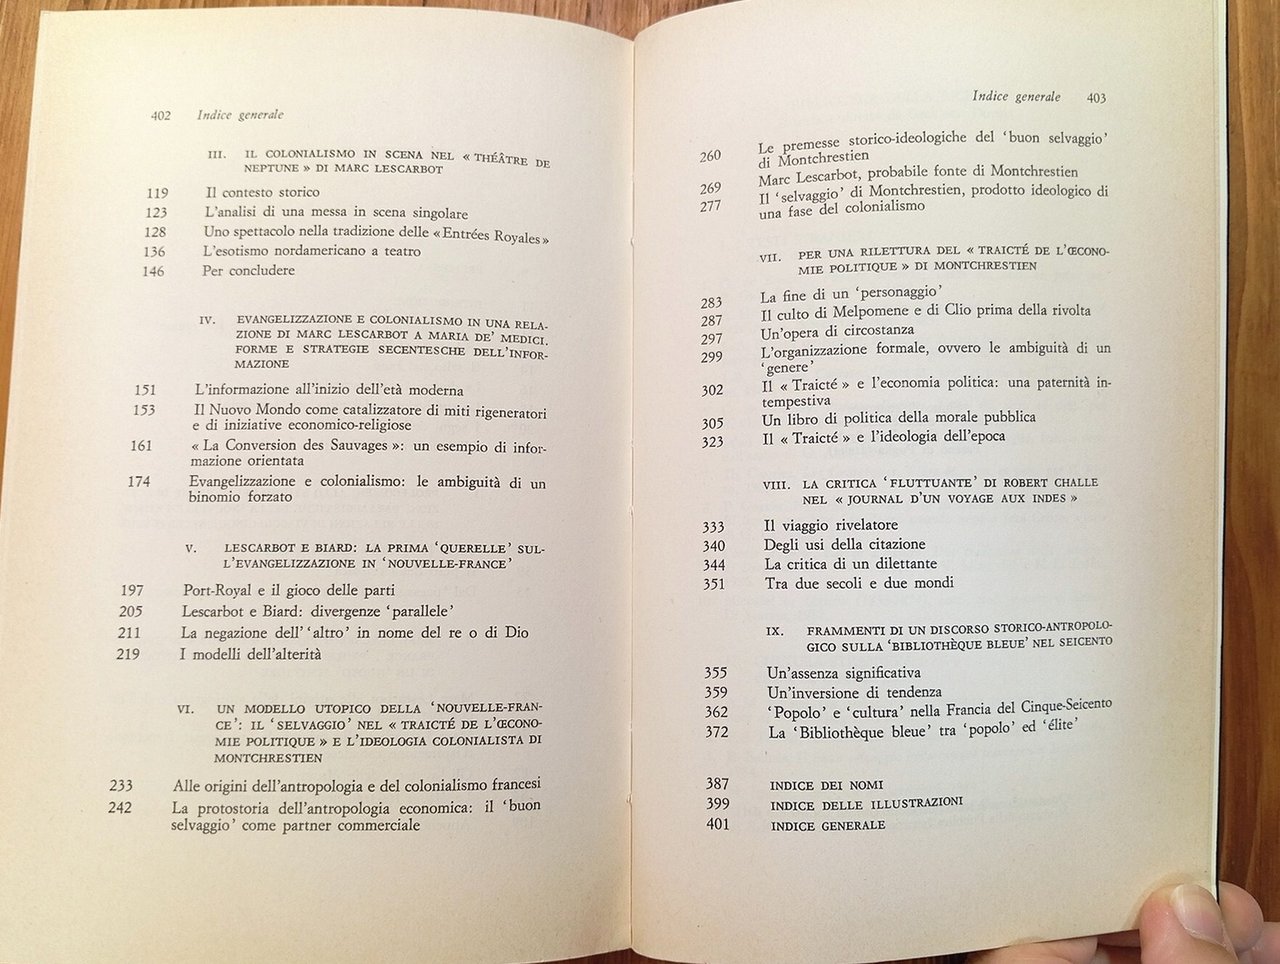 402 Indice generale
III. IL COLONIALISMO IN SCENA NEL « THÉÂTRE DE
NEPTUNE » DI MARC LESCARBOT
119 Il contesto storico
123 L'analisi di una messa in scena singolare
128 Uno spettacolo nella tradizione delle « Entrées Royales »
136 L'esotismo nordamericano a teatro
146 Per concludere
IV. EVANGELIZZAZIONE E COLONIALISMO IN UNA RELA-
ZIONE DI MARC LESCARBOT A MARIA DE' MEDICI.
FORME E STRATEGIE SECENTESCHE DELL'INFOR-
MAZIONE
151 L'informazione all'inizio dell'età moderna
153 Il Nuovo Mondo come catalizzatore di miti rigeneratori
e di iniziative economico-religiose
161 « La Conversion des Sauvages »: un esempio di infor-
mazione orientata
174 Evangelizzazione e colonialismo: le ambiguità di un
binomio forzato
V. LESCARBOT E BIARD: LA PRIMA 'QUERELLE' SUL-
L'EVANGELIZZAZIONE IN 'NOUVELLE-FRANCE'
197 Port-Royal e il gioco delle parti
205 Lescarbot e Biard: divergenze 'parallele'
211 La negazione dell' 'altro' in nome del re o di Dio
219 I modelli dell'alterità
VI. UN MODELLO UTOPICO DELLA 'NOUVELLE-FRAN-
CE': IL 'SELVAGGIO' NEL « TRAICTÉ DE L'ŒCONO-
MIE POLITIQUE » E L'IDEOLOGIA COLONIALISTA DI
MONTCHRESTIEN
233 Alle origini dell'antropologia e del colonialismo francesi
242 La protostoria dell'antropologia economica: il 'buon
selvaggio' come partner commerciale
Indice generale 403
260 Le premesse storico-ideologiche del 'buon selvaggio'
di Montchrestien
269 Marc Lescarbot, probabile fonte di Montchrestien
277 Il 'selvaggio' di Montchrestien, prodotto ideologico di
una fase del colonialismo
VII. PER UNA RILETTURA DEL « TRAICTÉ DE L'ŒCONO-
MIE POLITIQUE » DI MONTCHRESTIEN
283 La fine di un 'personaggio'
287 Il culto di Melpomene e di Clio prima della rivolta
297 Un'opera di circostanza
299 L'organizzazione formale, ovvero le ambiguità di un
'genere'
302 Il « Traicté » e l'economia politica: una paternità in-
tempestiva
305 Un libro di politica della morale pubblica
323 Il « Traicté » e l'ideologia dell'epoca
VIII. LA CRITICA 'FLUTTUANTE' DI ROBERT CHALLE
NEL « JOURNAL D'UN VOYAGE AUX INDES »
333 Il viaggio rivelatore
340 Degli usi della citazione
344 La critica di un dilettante
351 Tra due secoli e due mondi
IX. FRAMMENTI DI UN DISCORSO STORICO-ANTROPOLO-
GICO SULLA 'BIBLIOTHÈQUE BLEUE' NEL SEICENTO
355 Un'assenza significativa
359 Un'inversione di tendenza
362 'Popolo' e 'cultura' nella Francia del Cinque-Seicento
372 La 'Bibliothèque bleue' tra 'popolo' ed 'élite'
387 INDICE DEI NOMI
399 INDICE DELLE ILLUSTRAZIONI
401 INDICE GENERALE